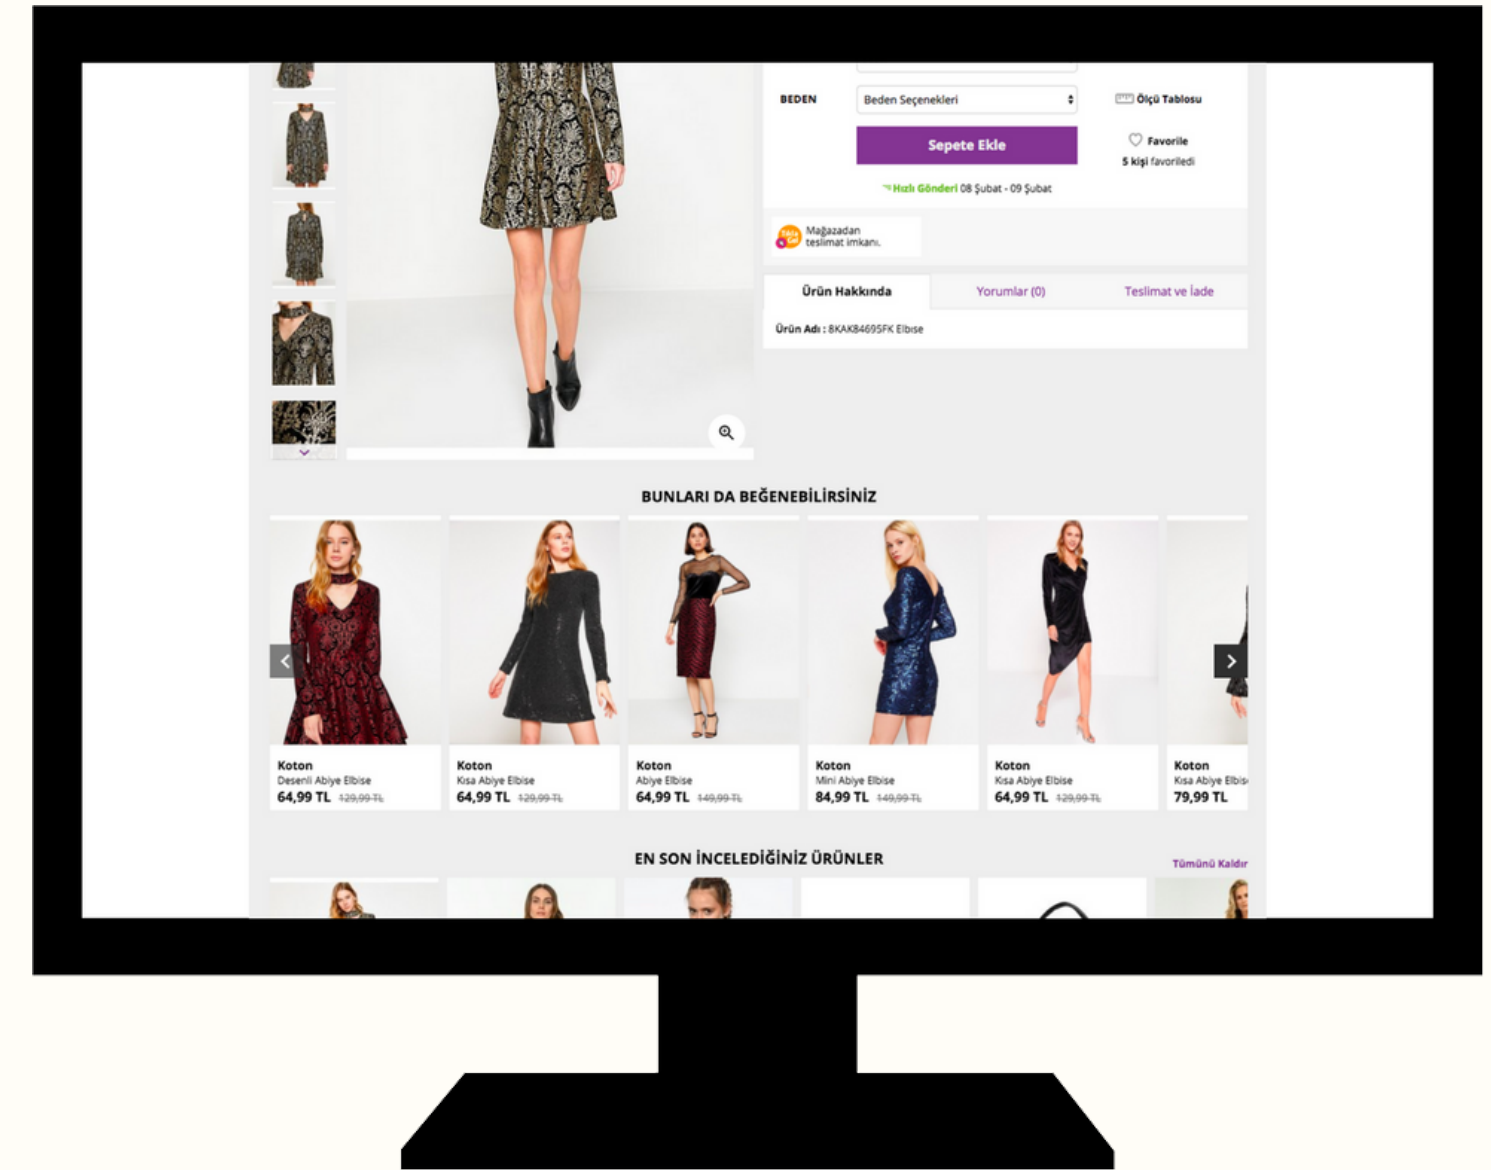 BEDEN
Beden Seçenekleri
Ölçü Tablosu
Sepete Ekle
Favorile
5 kişi favoriledi
Hızlı Gönderi 08 Şubat - 09 Şubat
Tıkla
Gel
Mağazadan
teslimat imkanı.
Ürün Hakkında
Yorumlar (0)
Teslimat ve İade
Ürün Adı : 8KAK84695FK Elbise
BUNLARI DA BEĞENEBİLİRSİNİZ
Koton
Desenli Abiye Elbise
64,99 TL 129,99 TL
Koton
Kısa Abiye Elbise
64,99 TL 129,99 TL
Koton
Abiye Elbise
64,99 TL 149,99 TL
Koton
Mini Abiye Elbise
84,99 TL 149,99 TL
Koton
Kısa Abiye Elbise
64,99 TL 129,99 TL
Koton
Kısa Abiye Elbis
79,99 TL
EN SON İNCELEDİĞİNİZ ÜRÜNLER
Tümünü Kaldır